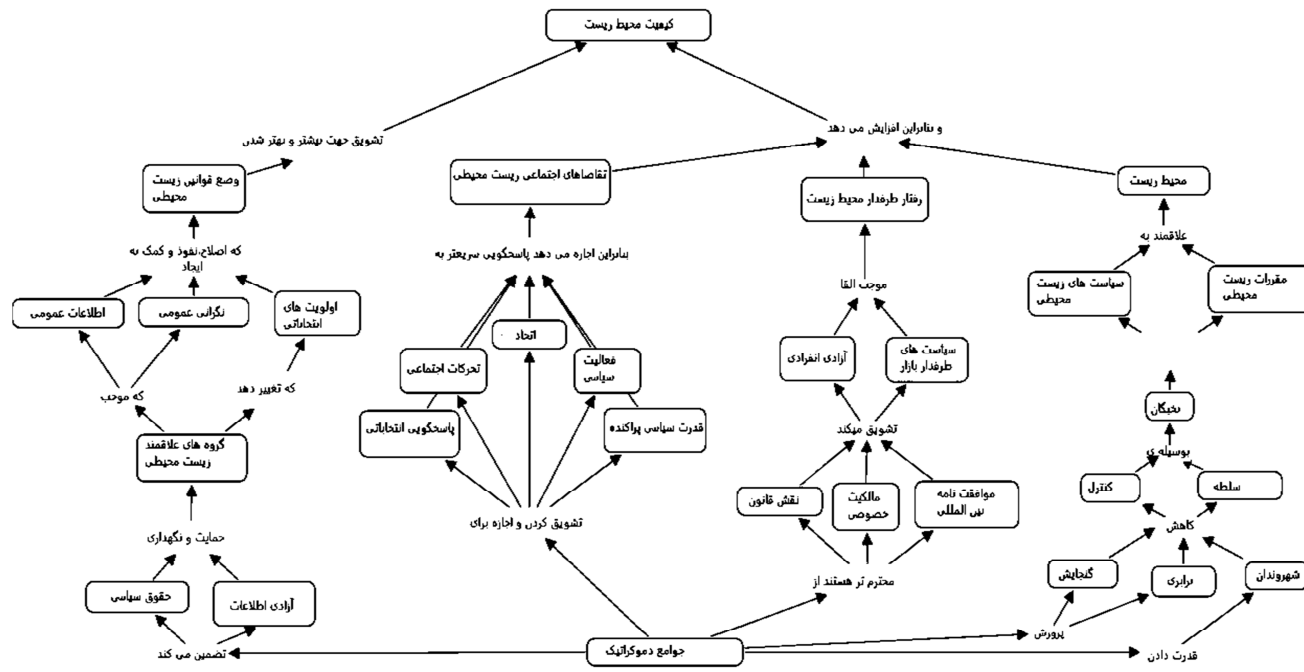 کیفیت محیط ریست
تشویق جهت بیشتر و بهتر شدن
و بنابراین افزایش می دهد
وضع قوانین زیست
محیطی
تقاصاهای اجتماعی ریست محیطی
رفتار طرفدار محیط زیست
محیط ریست
که اصلاح،نفوذ و کمک به
ایجاد
بنابراین اجاره می دهد پاسخگویی سریعتر به
علاقمند به
موجب القا
اطلاعات عمومی
نگرانی عمومی
اولویت های
انتخاباتی
سیاست های زیست
محیطی
مقررات ریست
محیطی
اتحاد
تحرکات اجتماعی
فعالیت
سیاسی
آزادی انفرادی
سیاست های
طرفدار بازار
که موجب
که تغییر دهد
نخبگان
پاسخگویی انتخاباتی
قدرت سیاسی پراکنده
تشویق میکند
گروه های علاقمند
زیست محیطی
بوسیله ی
کنترل
سلطه
نقش قانون
مالکیت
خصوصی
موافقت نامه
بین المللی
تشویق کردن و اجازه برای
کاهش
حمایت و نگهداری
محترم تر هستند از
گنجایش
برابری
شهروندان
حقوق سیاسی
آزادی اطلاعات
پرورش
تضمین می کند
جوامع دموکراتیک
قدرت دادن